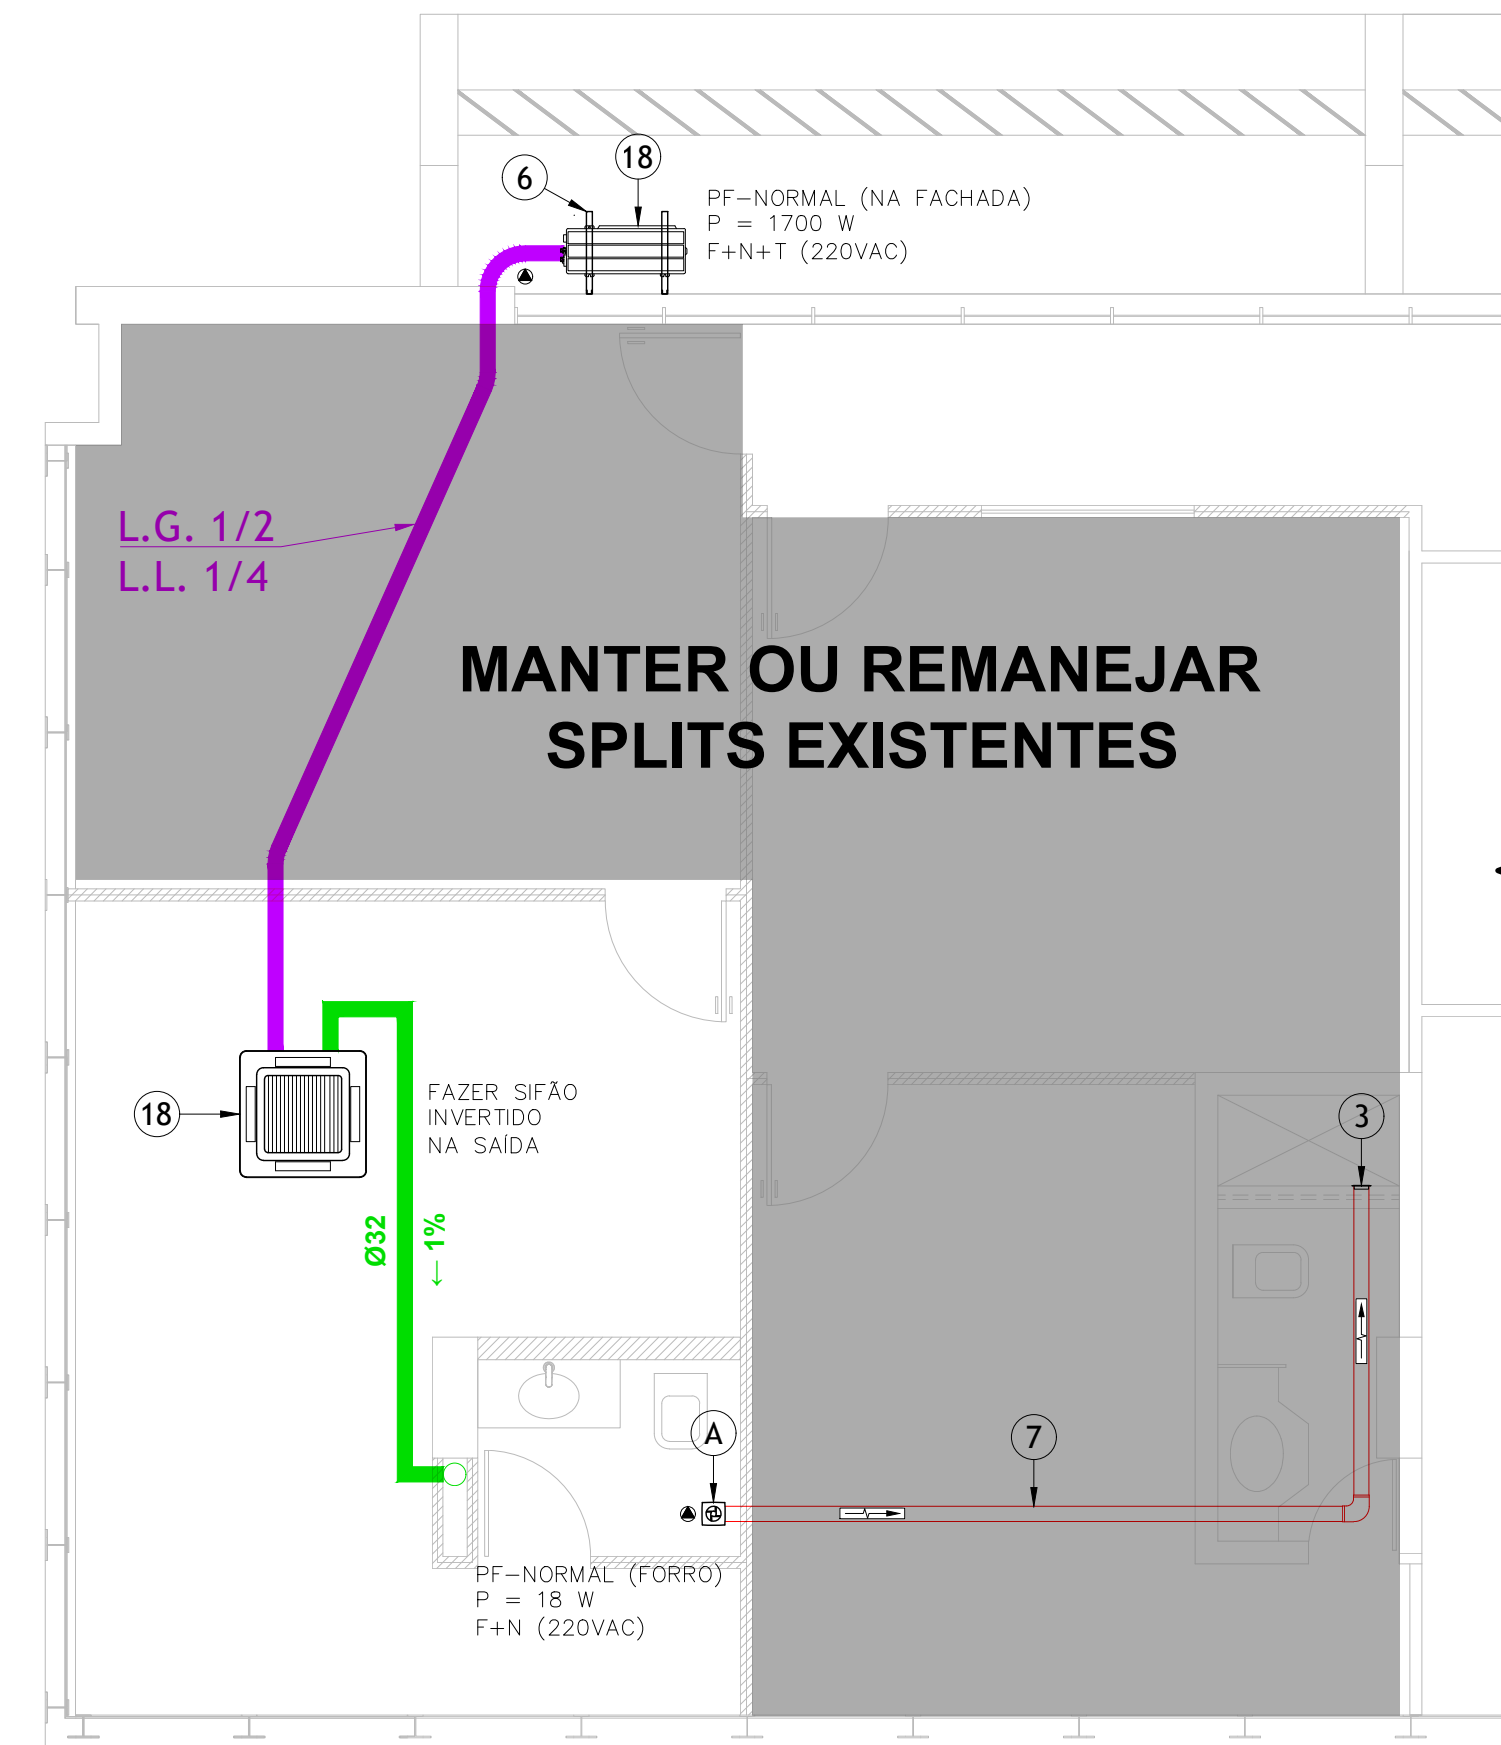 6
18
PF-NORMAL (NA FACHADA)
P = 1700 W
F+N+T (220VAC)
L.G. 1/2
L.L. 1/4
MANTER OU REMANEJAR
SPLITS EXISTENTES
18
FAZER SIFÃO
INVERTIDO
NA SAÍDA
3
Ø32
← 1%
A
7
PF-NORMAL (FORRO)
P = 18 W
F+N (220VAC)